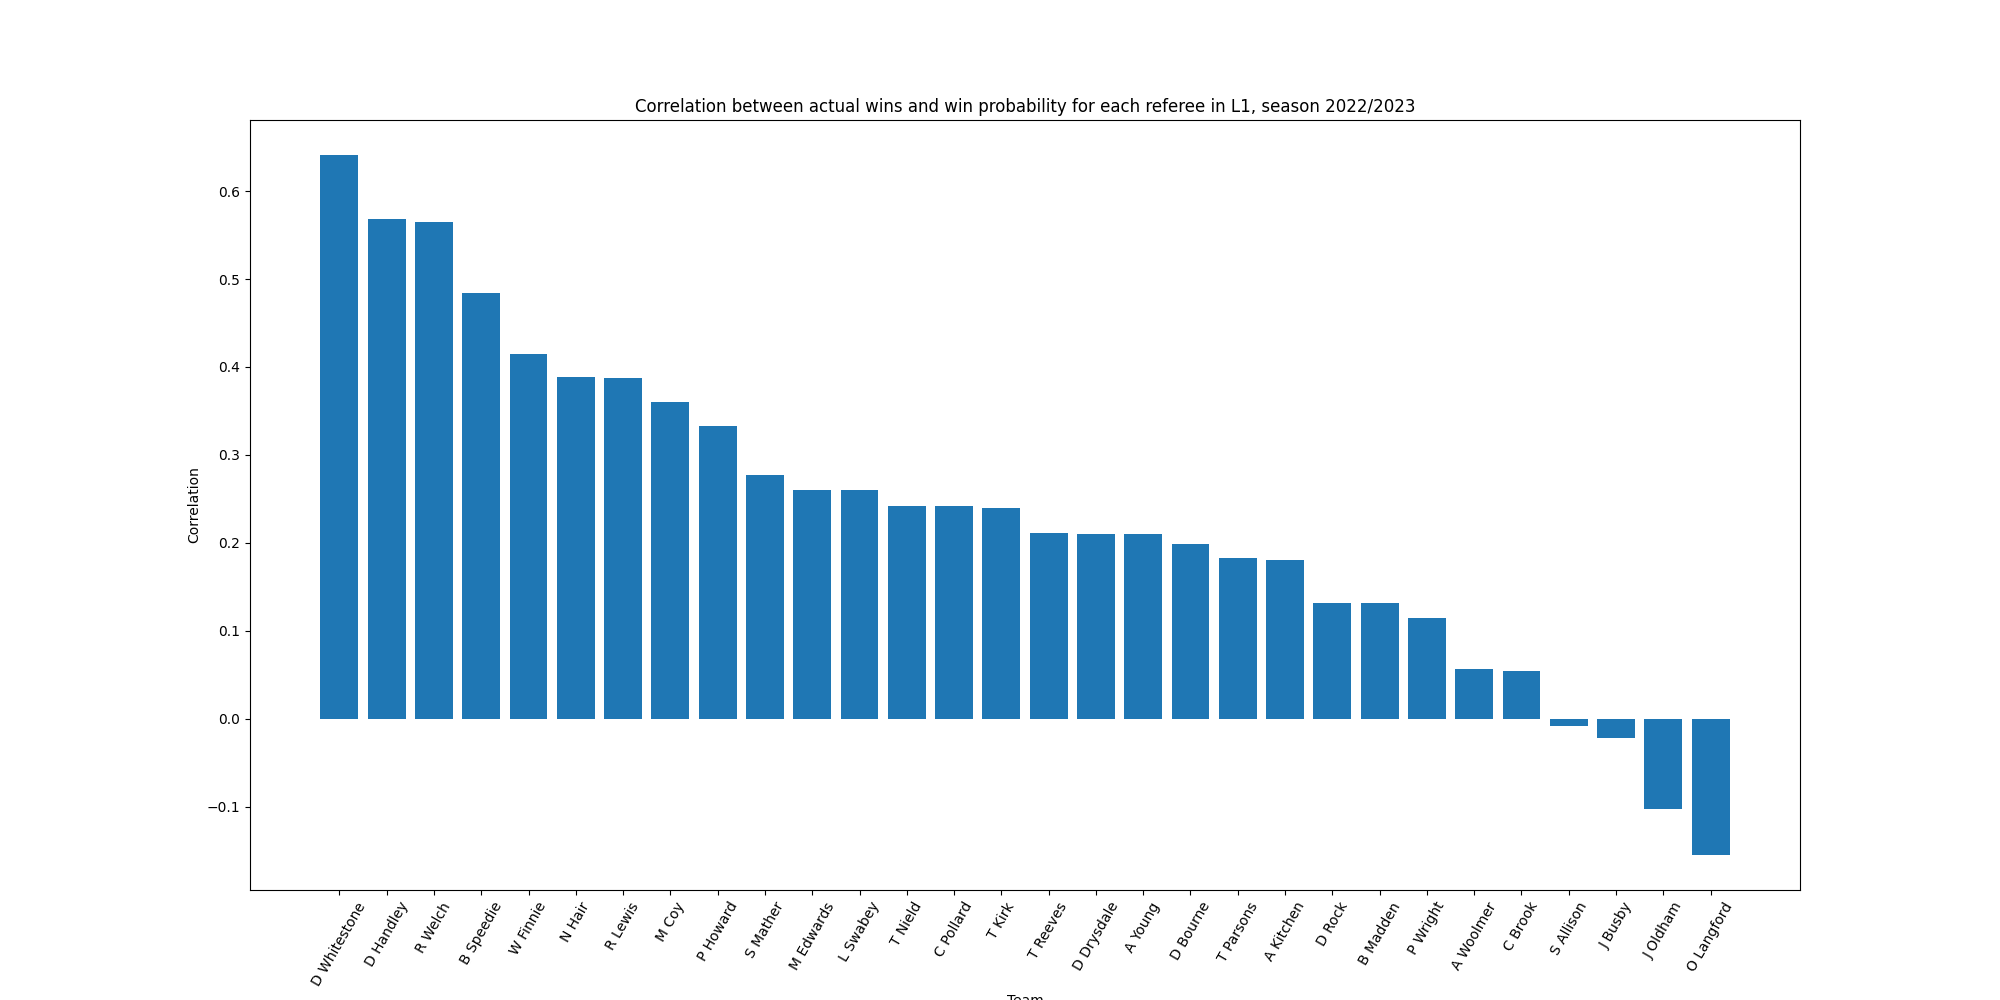 Correlation between actual wins and win probability for each referee in L1, season 2022/2023
Correlation
0.6
0.5
0.4
0.3
0.2
0.1
0.0
−0.1
D Whitestone
D Handley
R Welch
B Speedie
W Finnie
N Hair
R Lewis
M Coy
P Howard
S Mather
M Edwards
L Swabey
T Nield
C Pollard
T Kirk
T Reeves
D Drysdale
A Young
D Bourne
T Parsons
A Kitchen
D Rock
B Madden
P Wright
A Woolmer
C Brook
S Allison
J Busby
J Oldham
O Langford
Team